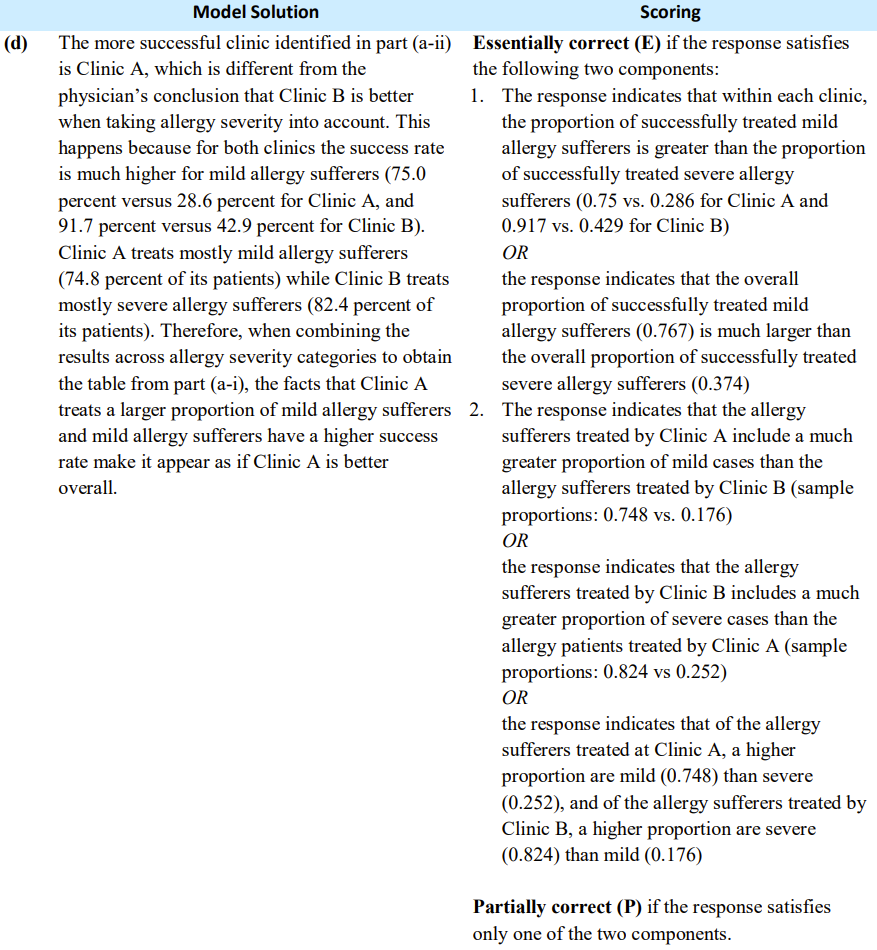 Model Solution
Scoring
(d)
The more successful clinic identified in part (a-ii)
is Clinic A, which is different from the
physician’s conclusion that Clinic B is better
when taking allergy severity into account. This
happens because for both clinics the success rate
is much higher for mild allergy sufferers (75.0
percent versus 28.6 percent for Clinic A, and
91.7 percent versus 42.9 percent for Clinic B).
Clinic A treats mostly mild allergy sufferers
(74.8 percent of its patients) while Clinic B treats
mostly severe allergy sufferers (82.4 percent of
its patients). Therefore, when combining the
results across allergy severity categories to obtain
the table from part (a-i), the facts that Clinic A
treats a larger proportion of mild allergy sufferers
and mild allergy sufferers have a higher success
rate make it appear as if Clinic A is better
overall.
Essentially correct (E) if the response satisfies
the following two components:
1. The response indicates that within each clinic,
the proportion of successfully treated mild
allergy sufferers is greater than the proportion
of successfully treated severe allergy
sufferers (0.75 vs. 0.286 for Clinic A and
0.917 vs. 0.429 for Clinic B)
OR
the response indicates that the overall
proportion of successfully treated mild
allergy sufferers (0.767) is much larger than
the overall proportion of successfully treated
severe allergy sufferers (0.374)
2. The response indicates that the allergy
sufferers treated by Clinic A include a much
greater proportion of mild cases than the
allergy sufferers treated by Clinic B (sample
proportions: 0.748 vs. 0.176)
OR
the response indicates that the allergy
sufferers treated by Clinic B includes a much
greater proportion of severe cases than the
allergy patients treated by Clinic A (sample
proportions: 0.824 vs 0.252)
OR
the response indicates that of the allergy
sufferers treated at Clinic A, a higher
proportion are mild (0.748) than severe
(0.252), and of the allergy sufferers treated by
Clinic B, a higher proportion are severe
(0.824) than mild (0.176)
Partially correct (P) if the response satisfies
only one of the two components.